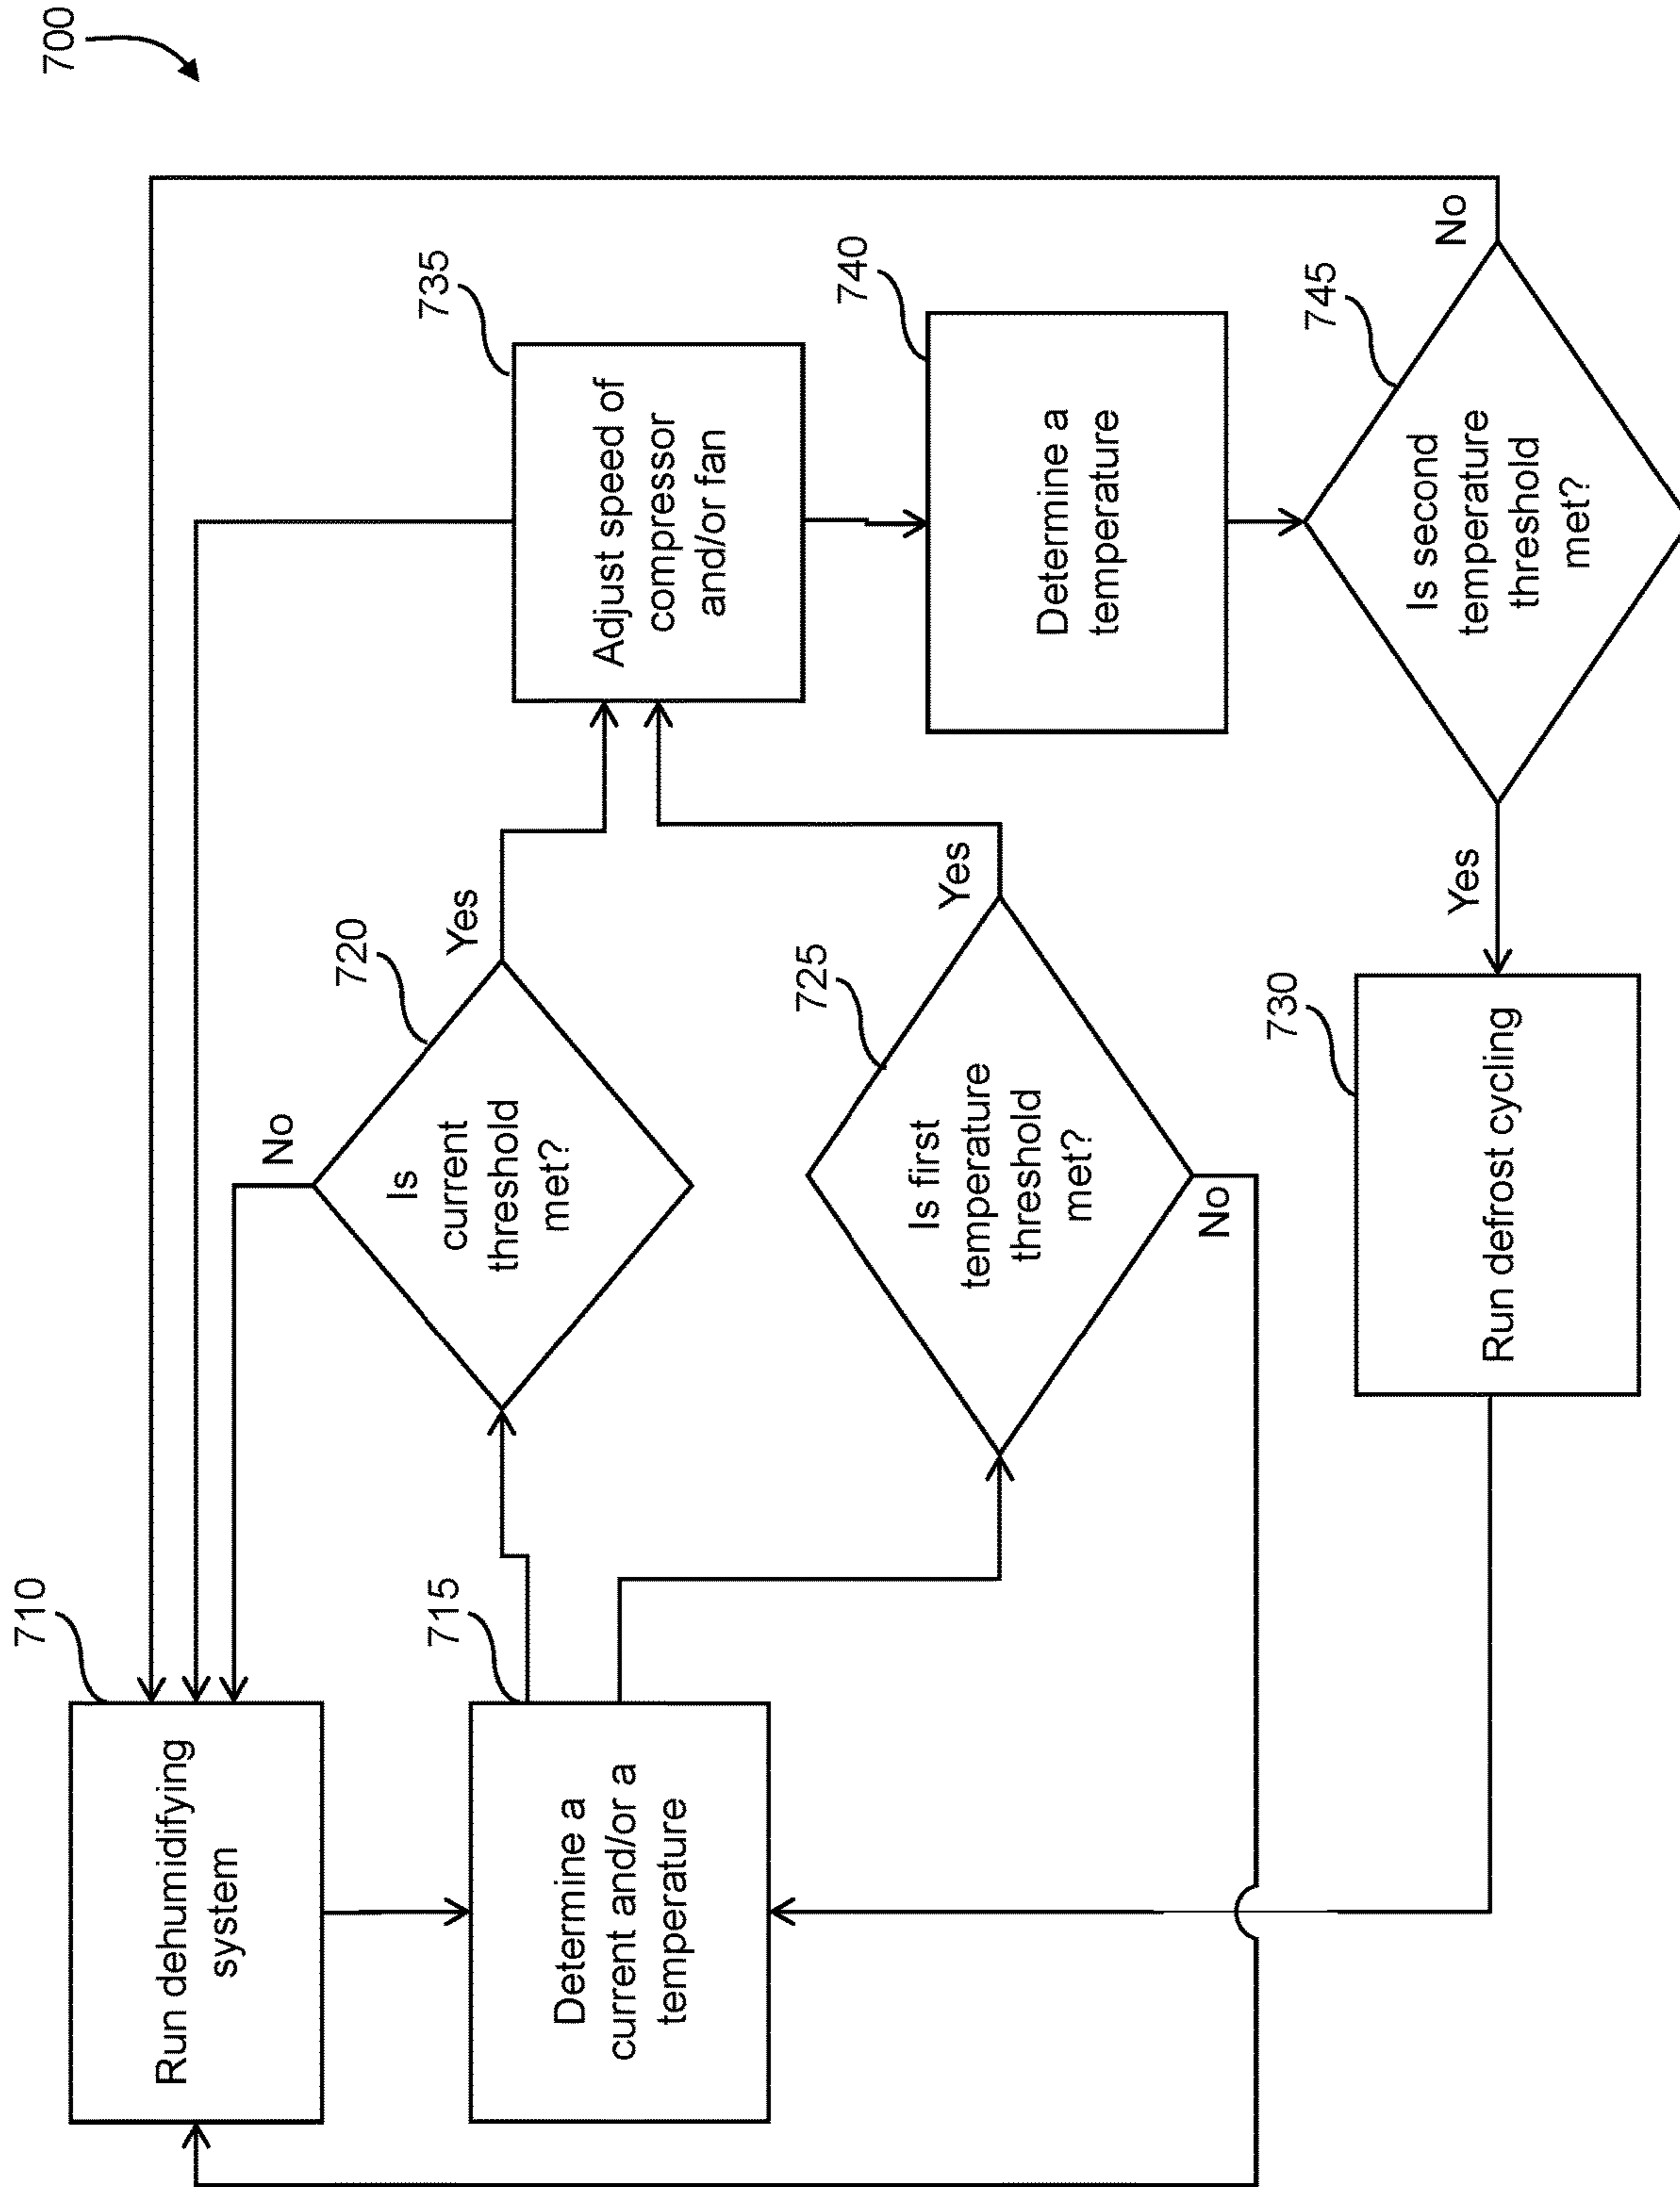 700
710
Run dehumidifying
system
715
Determine a
current and/or a
temperature
No
720
Is
current
threshold
met?
Yes
725
Is first
temperature
threshold
met?
Yes
No
735
Adjust speed of
compressor
and/or fan
740
Determine a
temperature
745
Is second
temperature
threshold
met?
No
Yes
730
Run defrost cycling